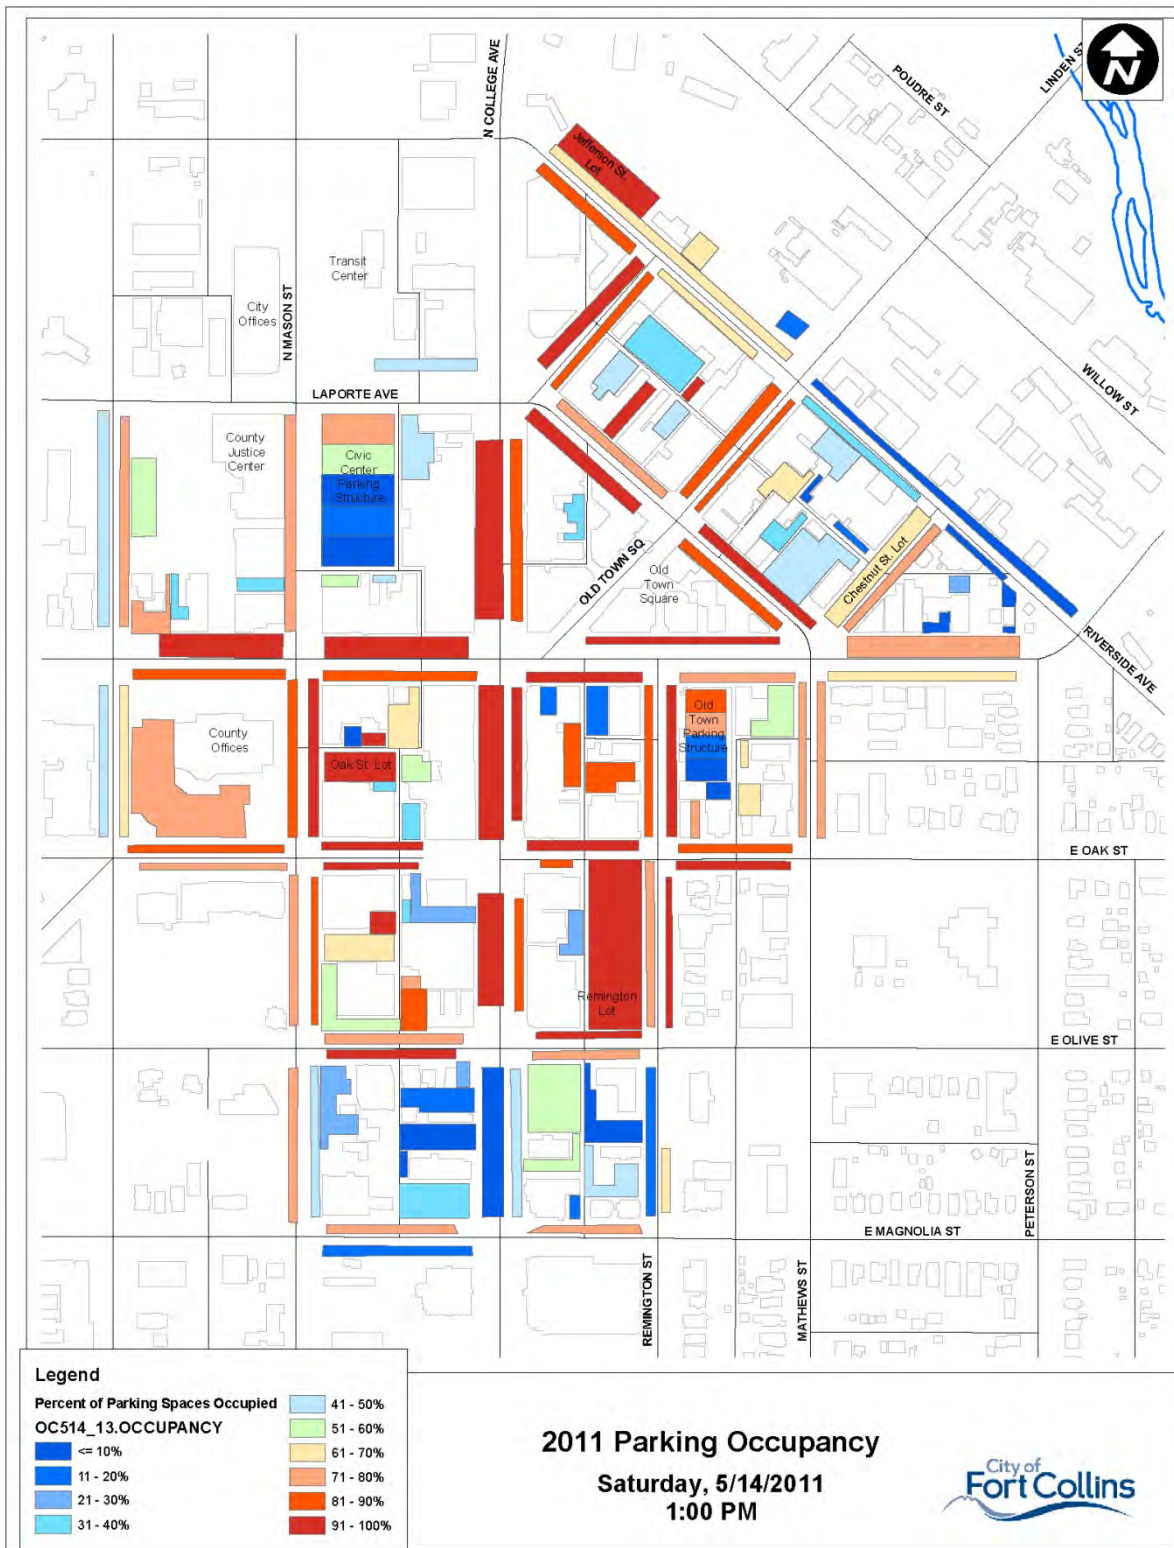 N COLLEGE AVE
POUDRE ST
LINDEN ST
N
Jefferson St.
Lot
Transit
Center
City
Offices
N MASON ST
WILLOW ST
LAPORTE AVE
County
Justice
Center
Civic
Center
Parking
Structure
OLD TOWN SQ
Old
Town
Square
Chestnut St. Lot
RIVERSIDE AVE
County
Offices
Oak St. Lot
Old
Town
Parking
Structure
E OAK ST
Remington
Lot
E OLIVE ST
PETERSON ST
E MAGNOLIA ST
REMINGTON ST
MATHEWS ST
Legend
Percent of Parking Spaces Occupied
OC514_13.OCCUPANCY
<= 10%
11 - 20%
21 - 30%
31 - 40%
41 - 50%
51 - 60%
61 - 70%
71 - 80%
81 - 90%
91 - 100%
2011 Parking Occupancy
Saturday, 5/14/2011
1:00 PM
City of
Fort Collins